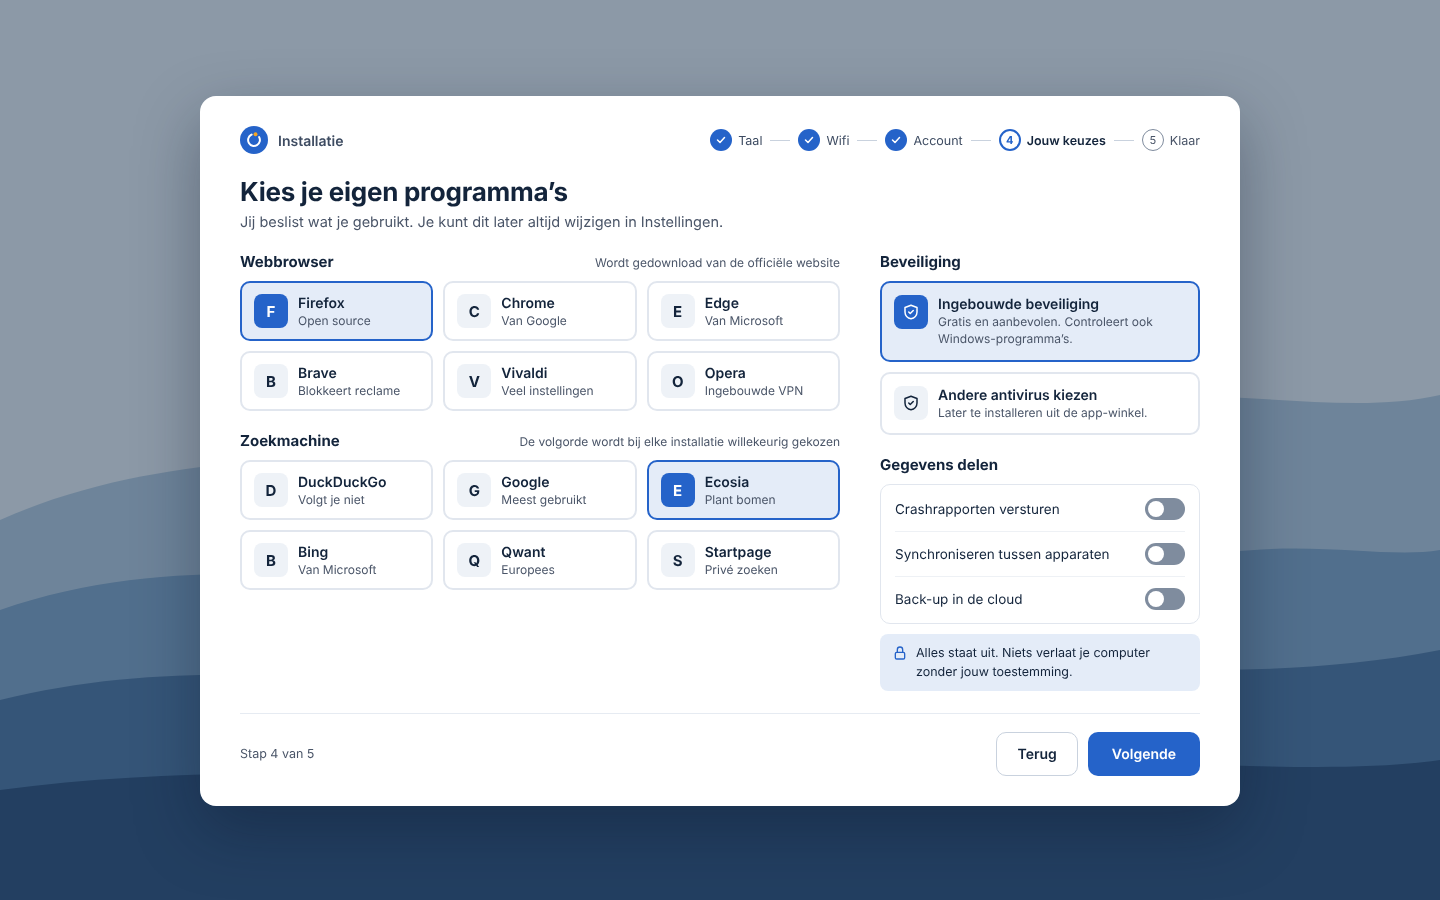 Installatie
Taal
Wifi
Account
4 Jouw keuzes
5 Klaar
Kies je eigen programma’s
Jij beslist wat je gebruikt. Je kunt dit later altijd wijzigen in Instellingen.
Webbrowser
Wordt gedownload van de officiële website
F
Firefox
Open source
C
Chrome
Van Google
E
Edge
Van Microsoft
B
Brave
Blokkeert reclame
V
Vivaldi
Veel instellingen
O
Opera
Ingebouwde VPN
Zoekmachine
De volgorde wordt bij elke installatie willekeurig gekozen
D
DuckDuckGo
Volgt je niet
G
Google
Meest gebruikt
E
Ecosia
Plant bomen
B
Bing
Van Microsoft
Q
Qwant
Europees
S
Startpage
Privé zoeken
Beveiliging
Ingebouwde beveiliging
Gratis en aanbevolen. Controleert ook
Windows-programma’s.
Andere antivirus kiezen
Later te installeren uit de app-winkel.
Gegevens delen
Crashrapporten versturen
Synchroniseren tussen apparaten
Back-up in de cloud
Alles staat uit. Niets verlaat je computer
zonder jouw toestemming.
Stap 4 van 5
Terug
Volgende